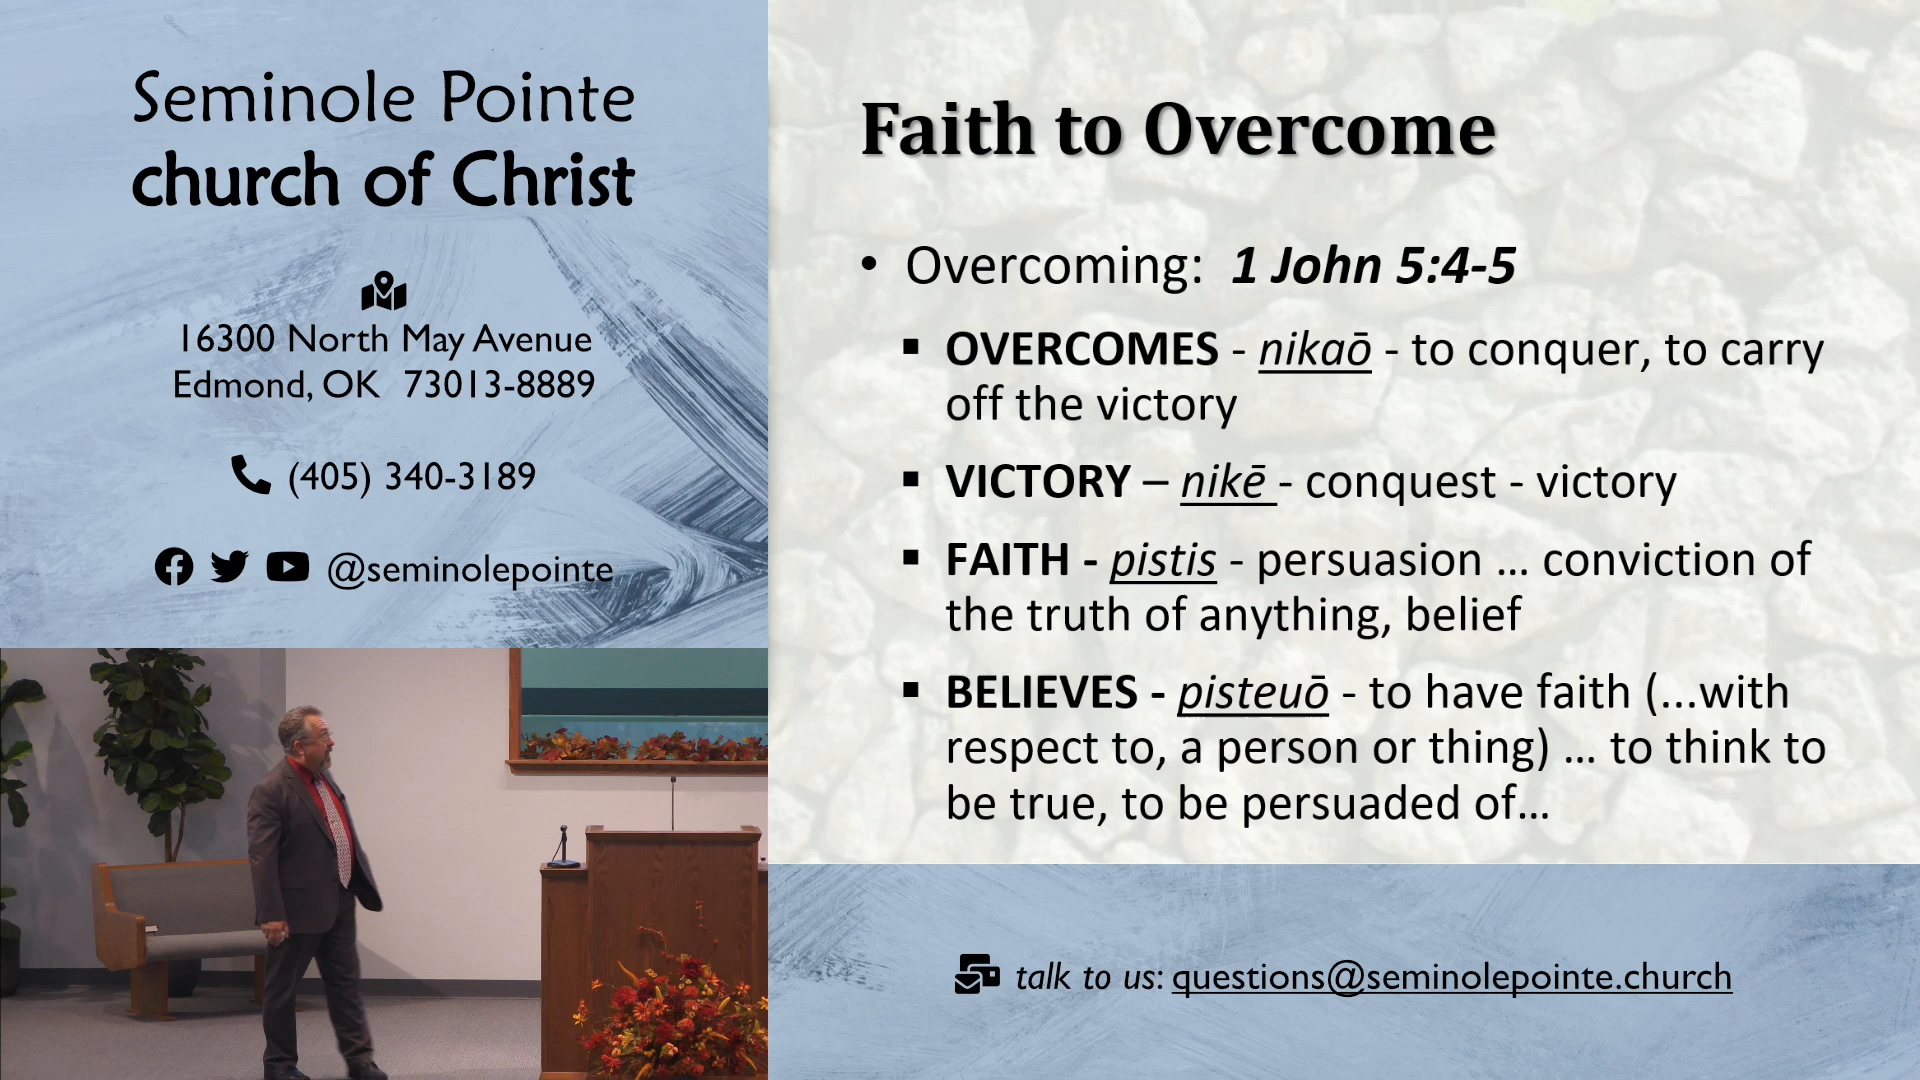 Seminole Pointe
church of Christ
16300 North May Avenue
Edmond, OK 73013-8889
(405) 340-3189
@seminolepointe
Faith to Overcome
• Overcoming: 1 John 5:4-5
▪ OVERCOMES - nikaō - to conquer, to carry
off the victory
▪ VICTORY – nikē - conquest - victory
▪ FAITH - pistis - persuasion ... conviction of
the truth of anything, belief
▪ BELIEVES - pisteuō - to have faith (...with
respect to, a person or thing) ... to think to
be true, to be persuaded of...
talk to us: questions@seminolepointe.church